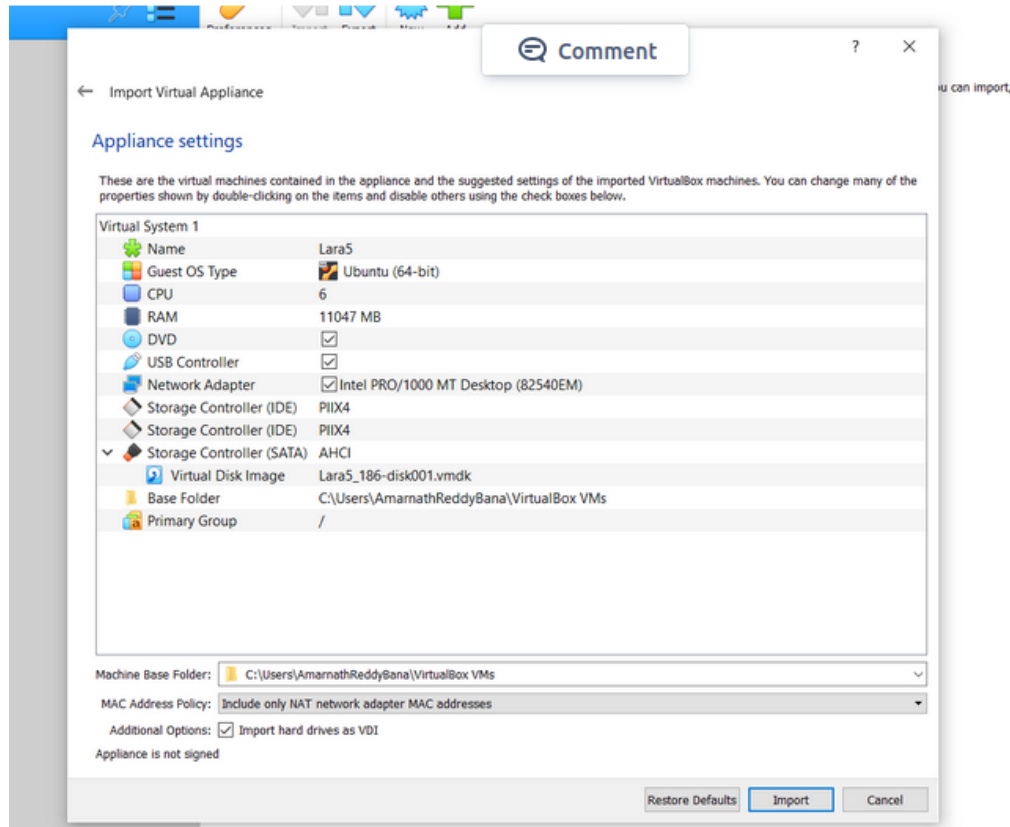 Comment
? ×
← Import Virtual Appliance
u can import,
Appliance settings
These are the virtual machines contained in the appliance and the suggested settings of the imported VirtualBox machines. You can change many of the
properties shown by double-clicking on the items and disable others using the check boxes below.
Virtual System 1
Name Lara5
Guest OS Type Ubuntu (64-bit)
CPU 6
RAM 11047 MB
DVD
USB Controller
Network Adapter Intel PRO/1000 MT Desktop (82540EM)
Storage Controller (IDE) PIIX4
Storage Controller (IDE) PIIX4
Storage Controller (SATA) AHCI
Virtual Disk Image Lara5_186-disk001.vmdk
Base Folder C:\Users\AmarnathReddyBana\VirtualBox VMs
Primary Group /
Machine Base Folder: C:\Users\AmarnathReddyBana\VirtualBox VMs
MAC Address Policy: Include only NAT network adapter MAC addresses
Additional Options: Import hard drives as VDI
Appliance is not signed
Restore Defaults Import Cancel